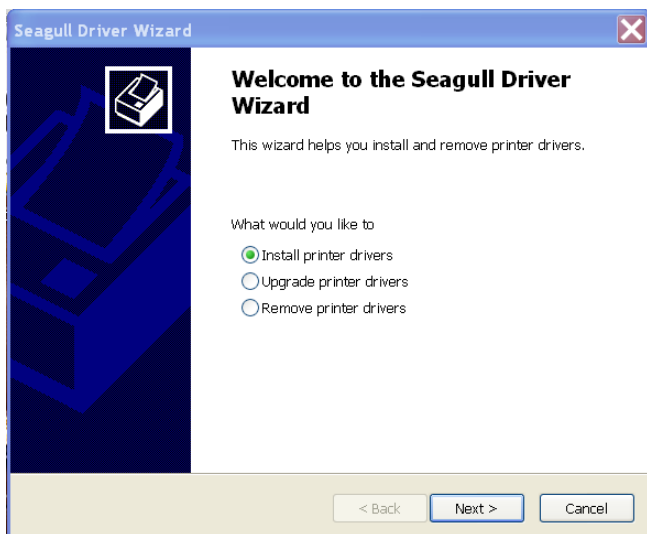 Seagull Driver Wizard
Welcome to the Seagull Driver
Wizard
This wizard helps you install and remove printer drivers.
What would you like to
Install printer drivers
Upgrade printer drivers
Remove printer drivers
< Back Next > Cancel